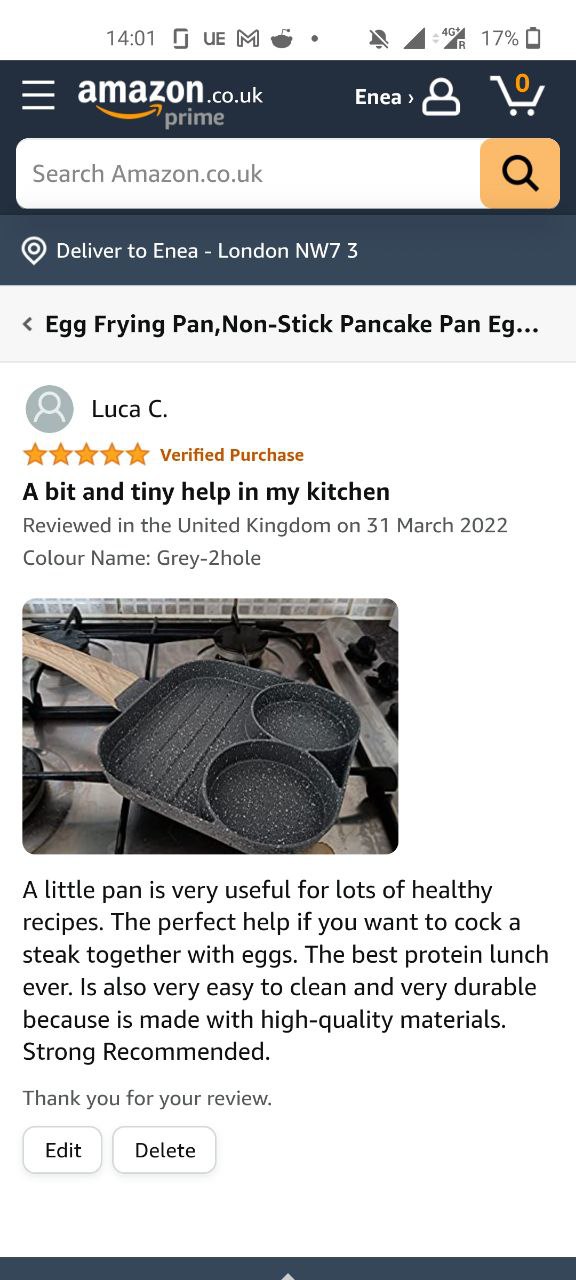 14:01 UE 4G+ R 17%
amazon.co.uk
prime
Enea ›
0
Search Amazon.co.uk
Deliver to Enea - London NW7 3
Egg Frying Pan,Non-Stick Pancake Pan Eg...
Luca C.
Verified Purchase
A bit and tiny help in my kitchen
Reviewed in the United Kingdom on 31 March 2022
Colour Name: Grey-2hole
A little pan is very useful for lots of healthy
recipes. The perfect help if you want to cock a
steak together with eggs. The best protein lunch
ever. Is also very easy to clean and very durable
because is made with high-quality materials.
Strong Recommended.
Thank you for your review.
Edit
Delete